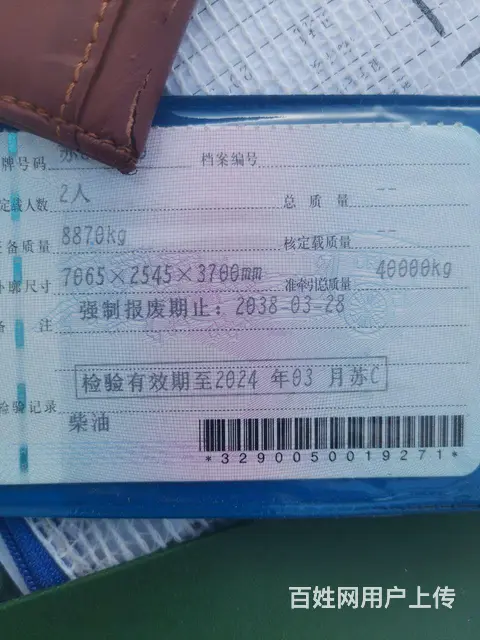 牌号码 苏 档案编号
定载人数 2人 总质量 --
备质量 8870kg 核定载质量 --
外廓尺寸 7065×2545×3700mm 准牵引总质量 40000kg
备 注 强制报废期止：2038-03-28
检验有效期至2024 年03 月苏C
检验记录
柴油
*3290050019271*
百姓网用户上传